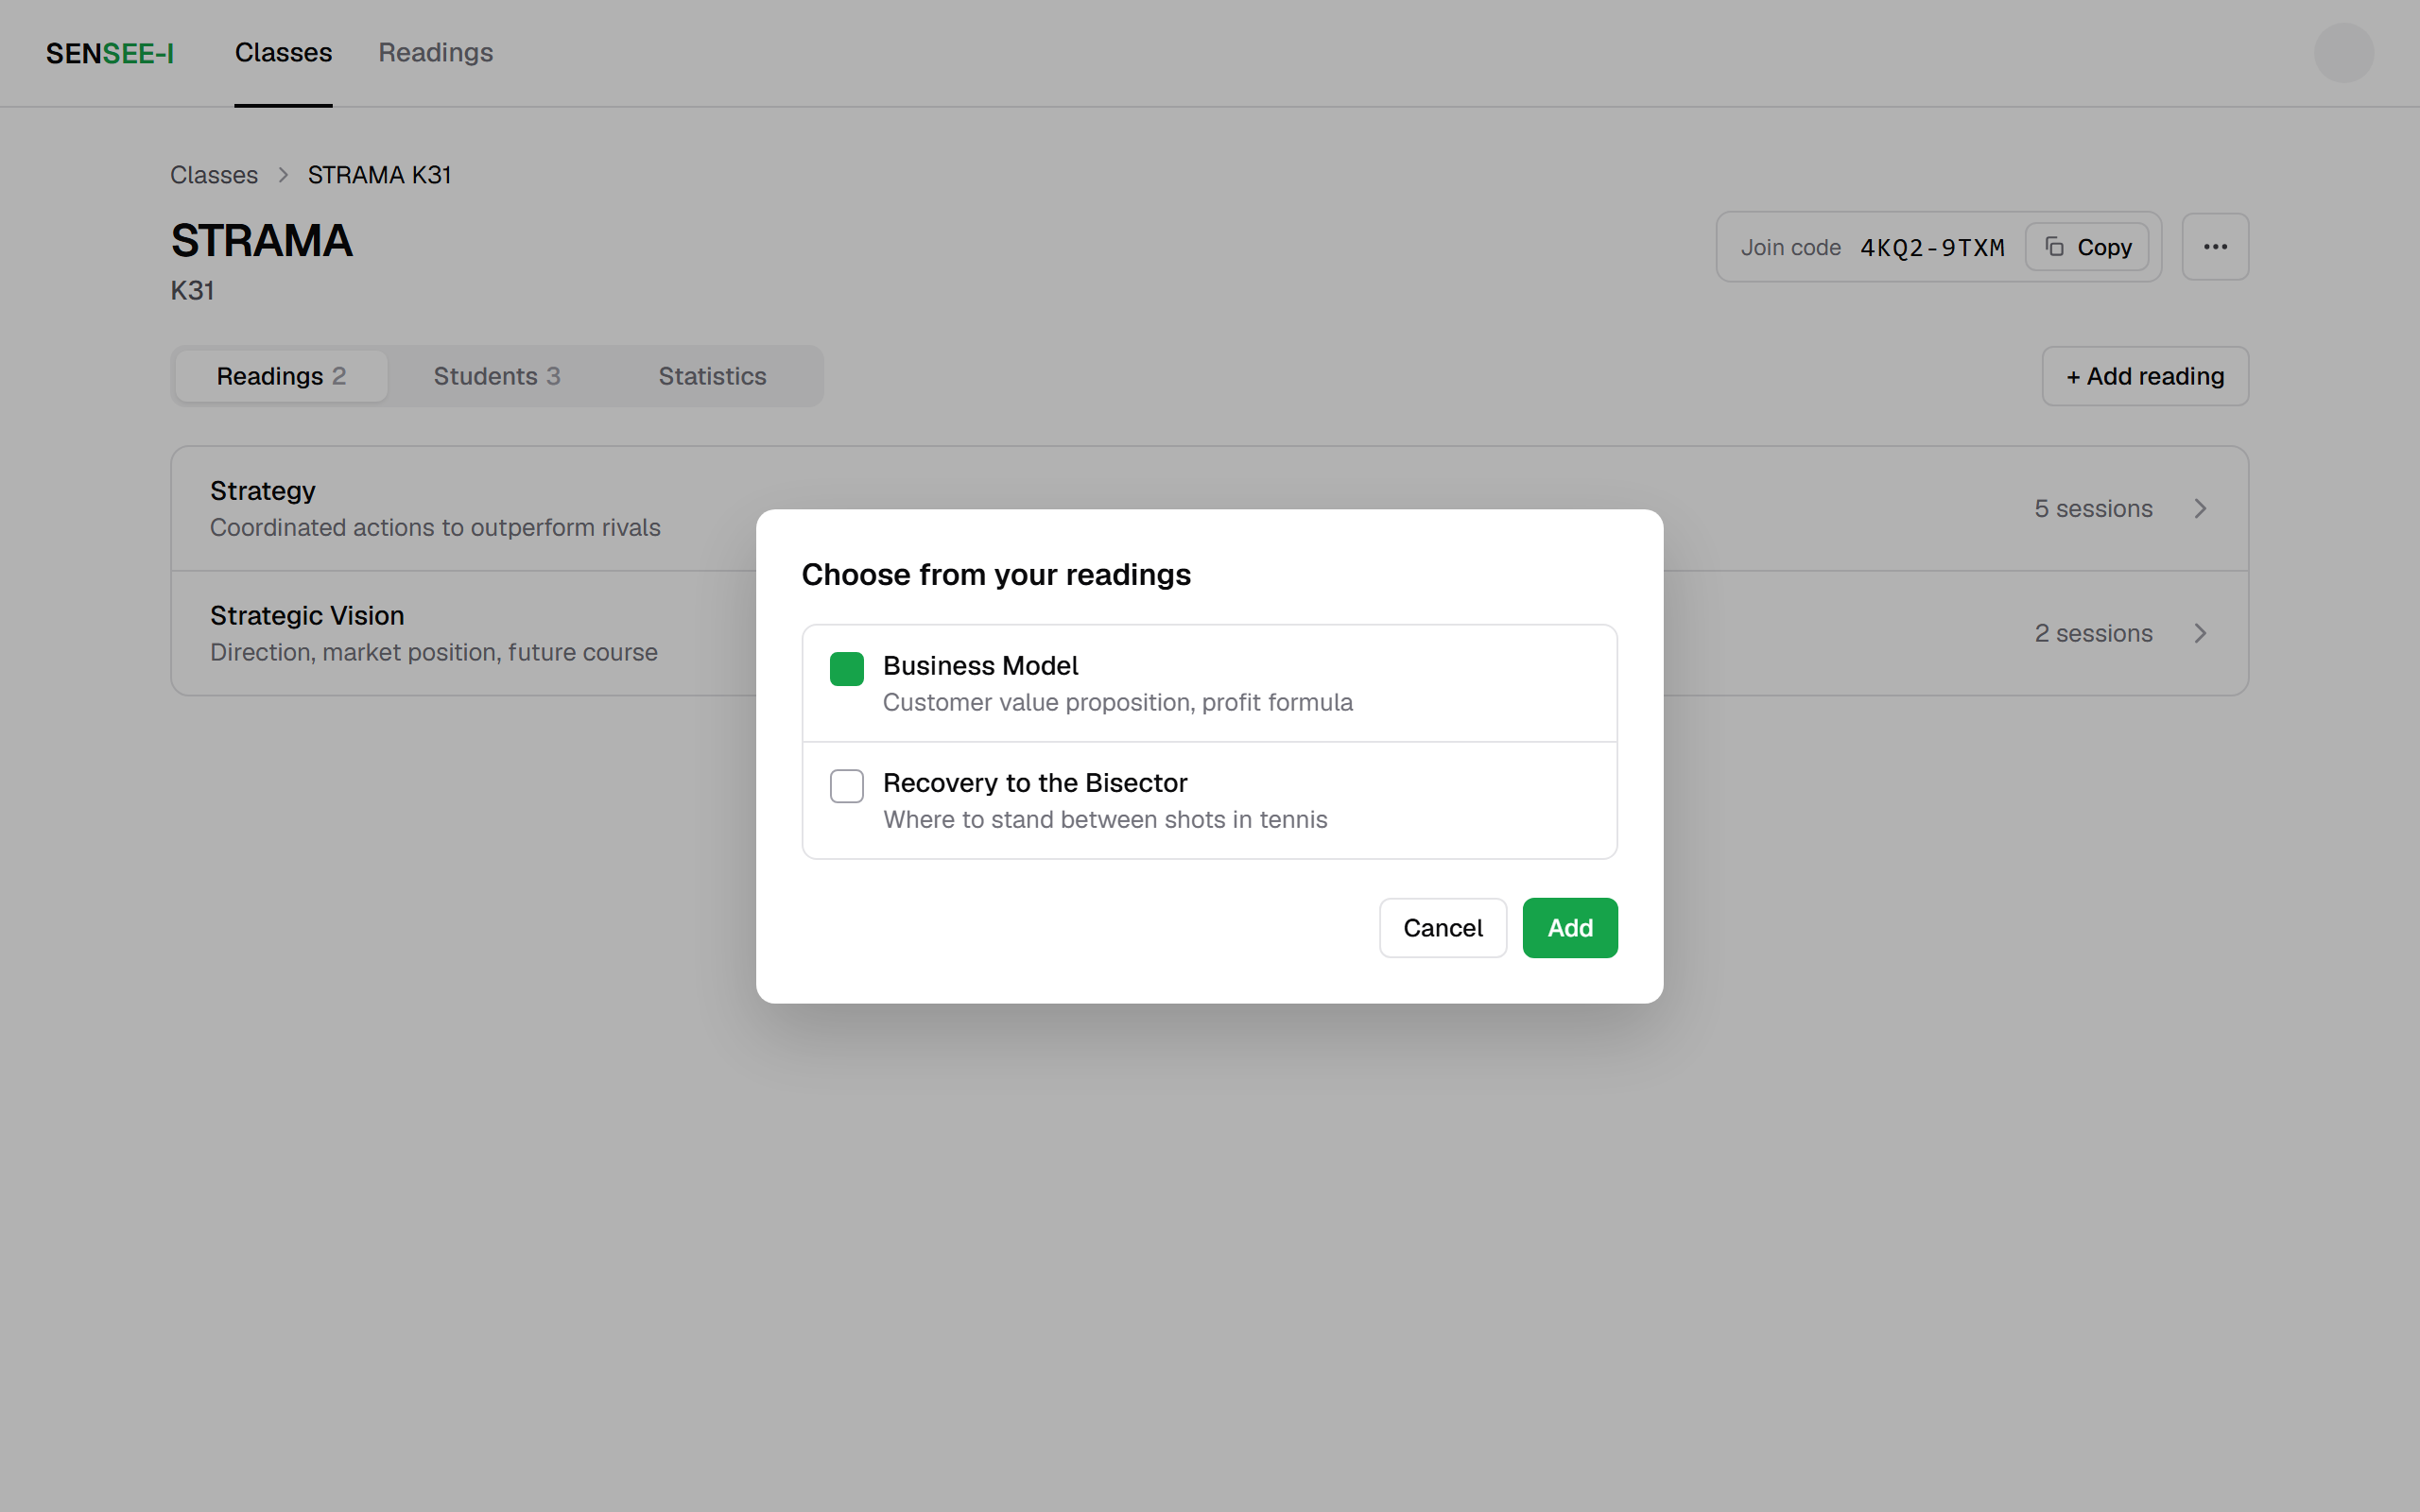 SENSEE-I Classes Readings
Classes > STRAMA K31
STRAMA
K31
Join code 4KQ2-9TXM Copy
Readings 2 Students 3 Statistics
+ Add reading
Strategy
Coordinated actions to outperform rivals
5 sessions
Strategic Vision
Direction, market position, future course
2 sessions
Choose from your readings
Business Model
Customer value proposition, profit formula
Recovery to the Bisector
Where to stand between shots in tennis
Cancel Add